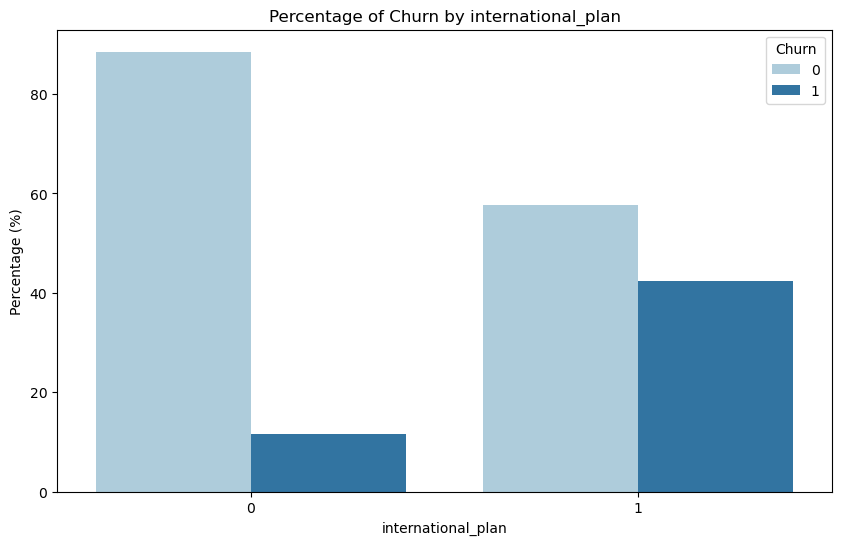 Percentage of Churn by international_plan
Churn
0
1
80
60
40
20
0
Percentage (%)
0 1
international_plan